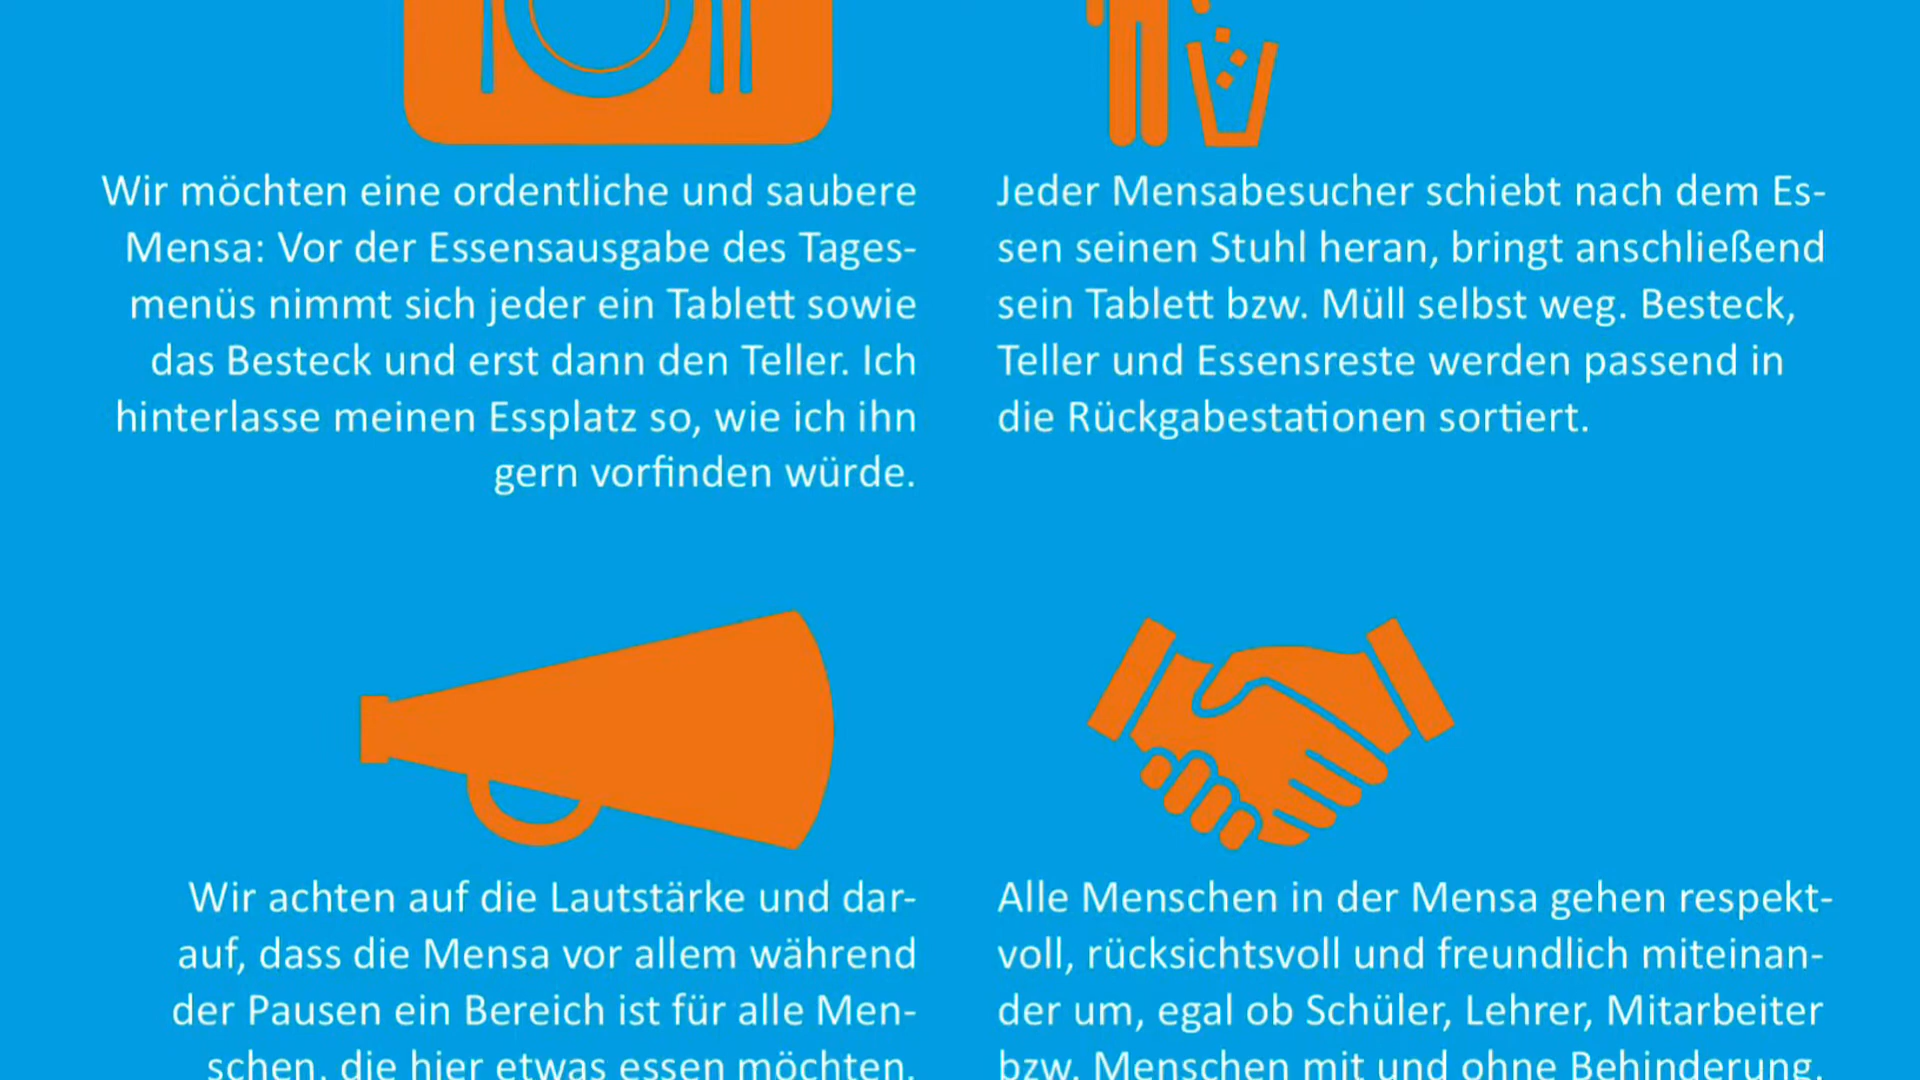 Wir möchten eine ordentliche und saubere
Mensa: Vor der Essensausgabe des Tages-
menüs nimmt sich jeder ein Tablett sowie
das Besteck und erst dann den Teller. Ich
hinterlasse meinen Essplatz so, wie ich ihn
gern vorfinden würde.
Jeder Mensabesucher schiebt nach dem Es-
sen seinen Stuhl heran, bringt anschließend
sein Tablett bzw. Müll selbst weg. Besteck,
Teller und Essensreste werden passend in
die Rückgabestationen sortiert.
Wir achten auf die Lautstärke und dar-
auf, dass die Mensa vor allem während
der Pausen ein Bereich ist für alle Men-
schen, die hier etwas essen möchten.
Alle Menschen in der Mensa gehen respekt-
voll, rücksichtsvoll und freundlich miteinan-
der um, egal ob Schüler, Lehrer, Mitarbeiter
bzw. Menschen mit und ohne Behinderung.